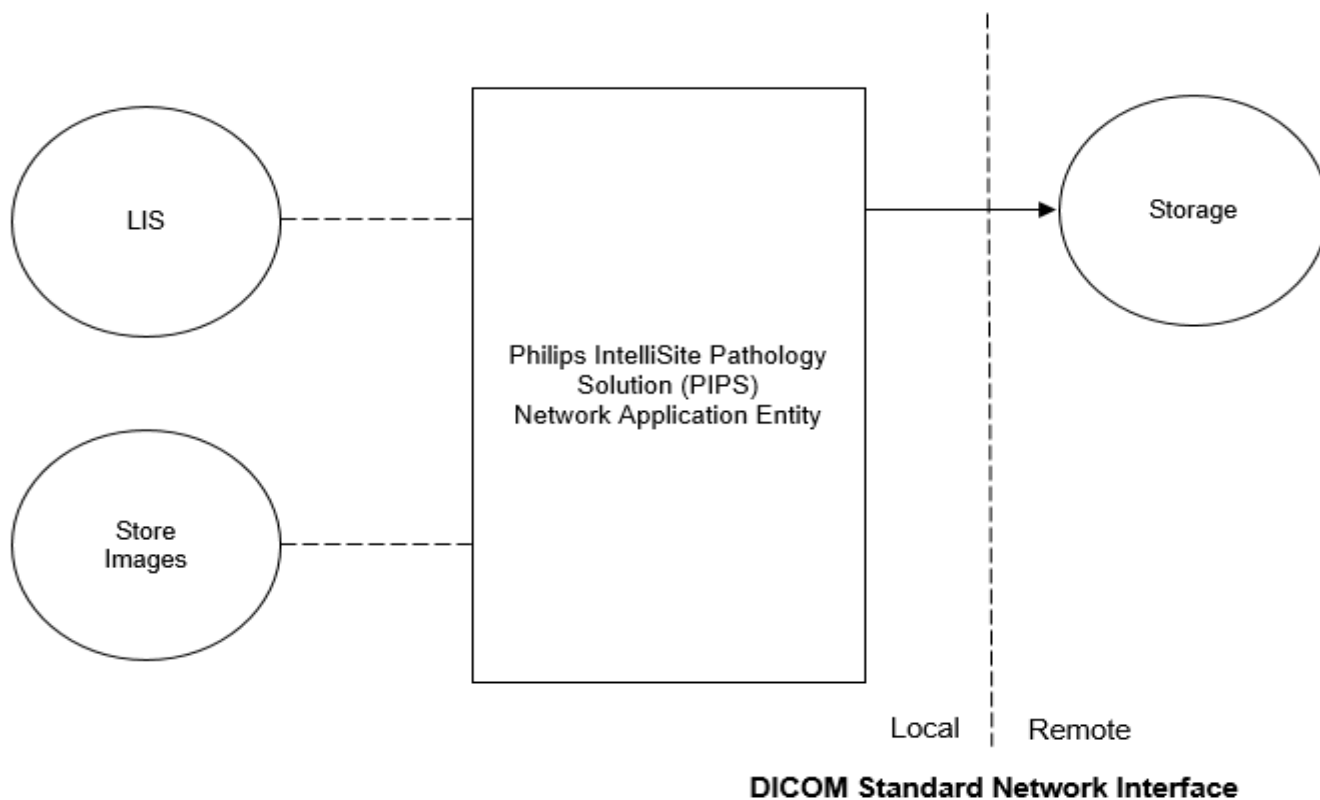 LIS
Storage
Philips IntelliSite Pathology
Solution (PIPS)
Network Application Entity
Store
Images
Local
Remote
DICOM Standard Network Interface